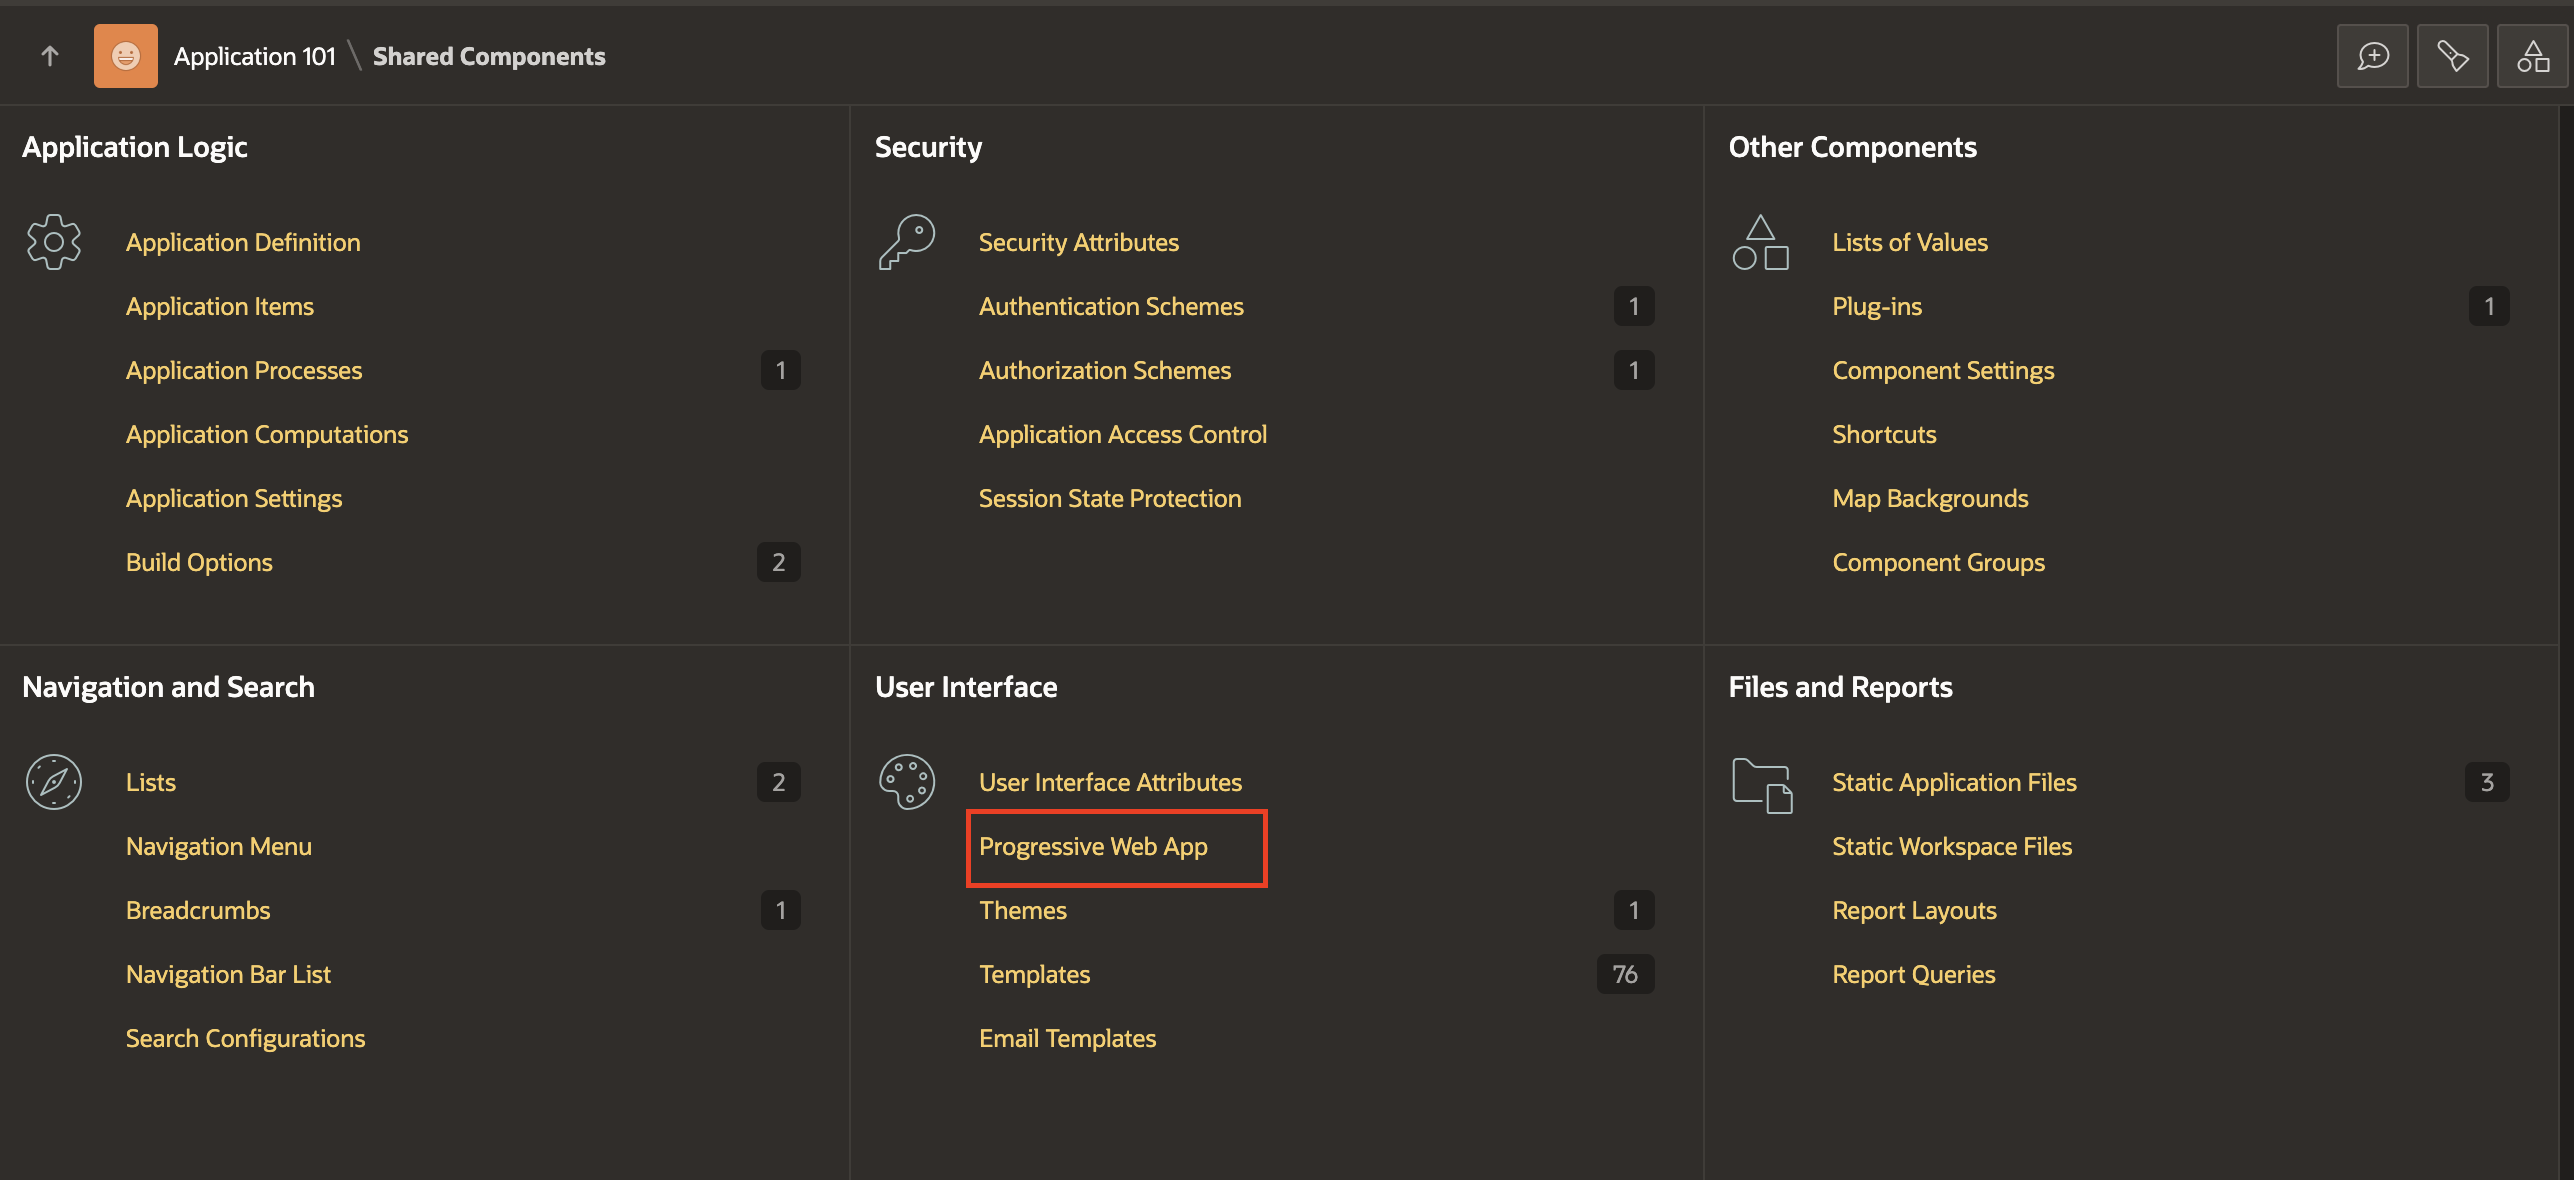 Application 101 \ Shared Components
Application Logic
Application Definition
Application Items
Application Processes 1
Application Computations
Application Settings
Build Options 2
Security
Security Attributes
Authentication Schemes 1
Authorization Schemes 1
Application Access Control
Session State Protection
Other Components
Lists of Values
Plug-ins 1
Component Settings
Shortcuts
Map Backgrounds
Component Groups
Navigation and Search
Lists 2
Navigation Menu
Breadcrumbs 1
Navigation Bar List
Search Configurations
User Interface
User Interface Attributes
Progressive Web App
Themes 1
Templates 76
Email Templates
Files and Reports
Static Application Files 3
Static Workspace Files
Report Layouts
Report Queries